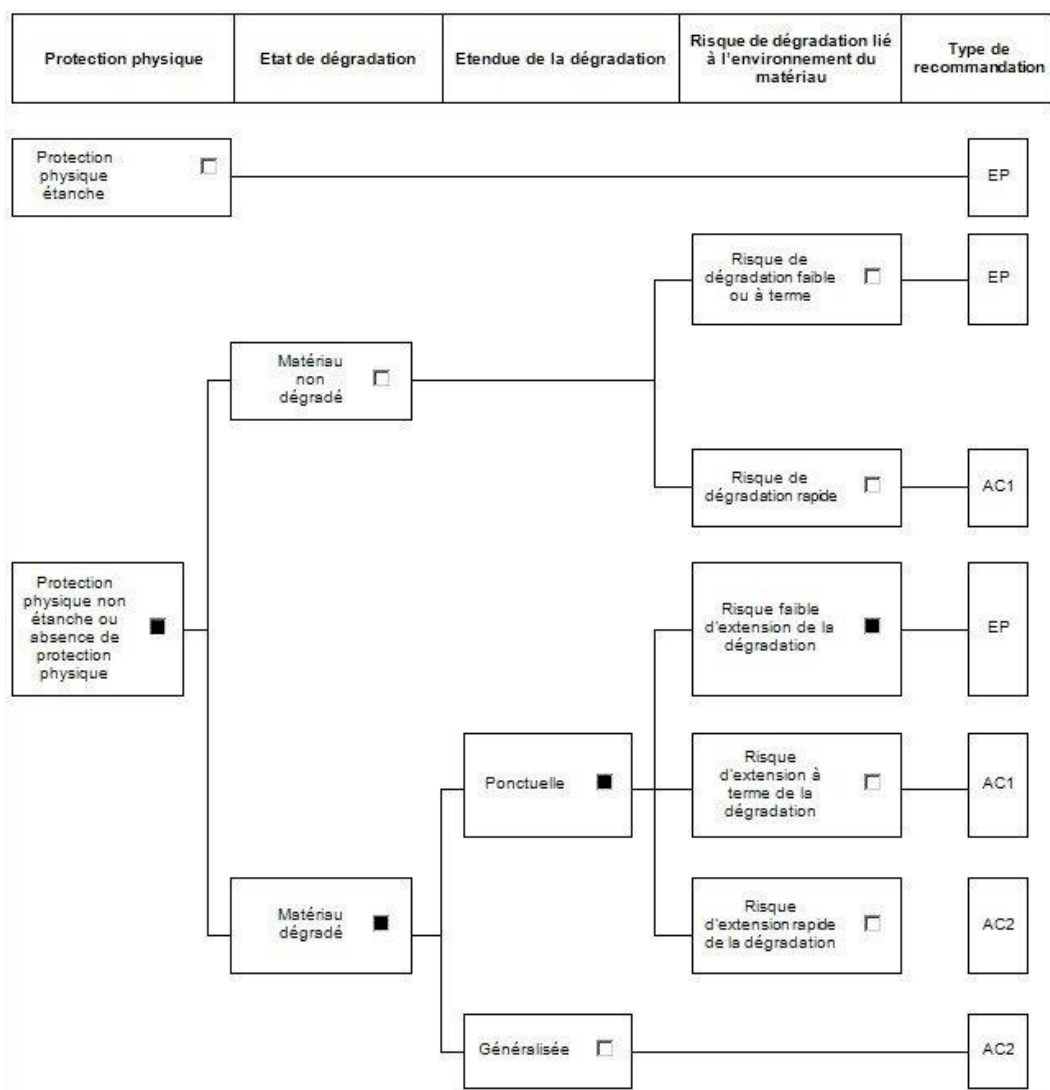 Protection physique
Etat de dégradation
Etendue de la dégradation
Risque de dégradation lié
à l'environnement du
matériau
Type de
recommandation
Protection
physique
étanche
EP
Risque de
dégradation faible
ou à terme
EP
Matériau
non
dégradé
Risque de
dégradation rapide
AC1
Protection
physique non
étanche ou
absence de
protection
physique
Risque faible
d'extension de la
dégradation
EP
Ponctuelle
Risque
d'extension à
terme de la
dégradation
AC1
Matériau
dégradé
Risque
d'extension rapide
de la dégradation
AC2
Généralisée
AC2